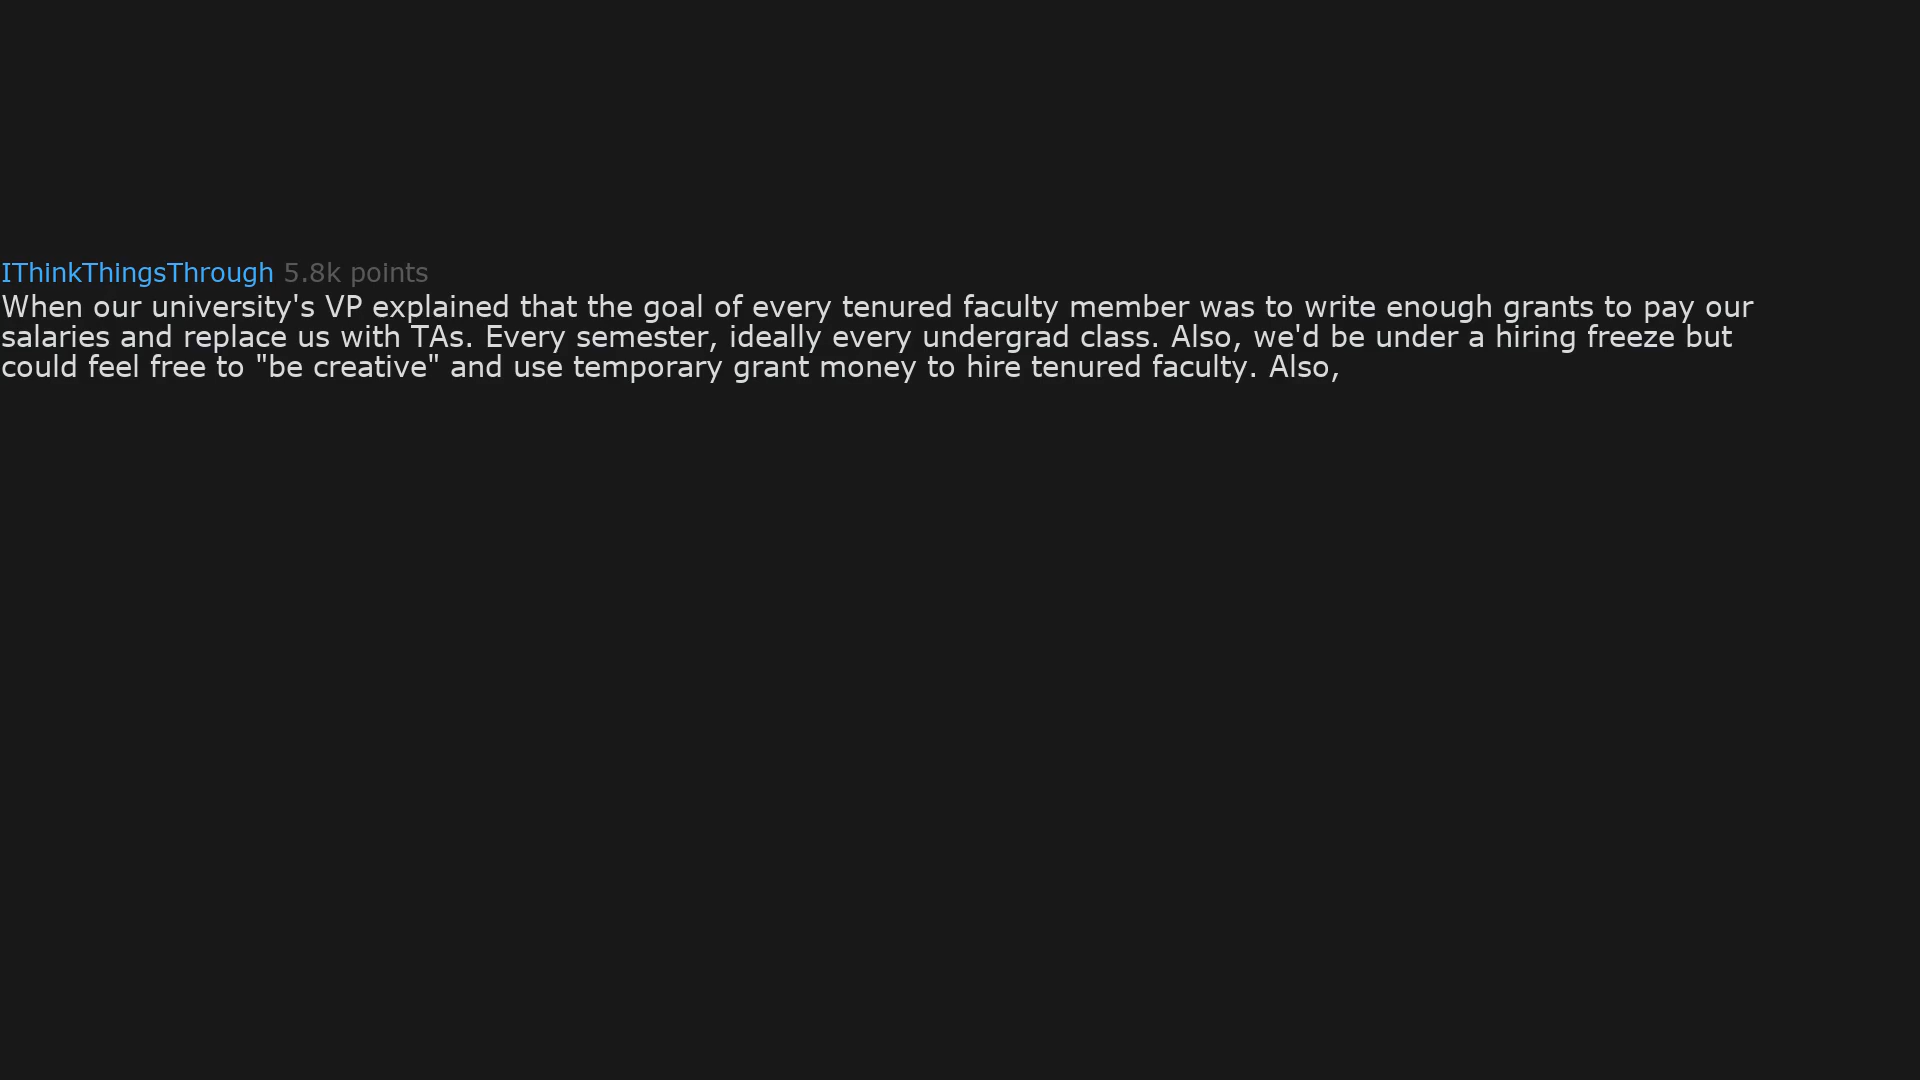 IThinkThingsThrough 5.8k points
When our university's VP explained that the goal of every tenured faculty member was to write enough grants to pay our
salaries and replace us with TAs. Every semester, ideally every undergrad class. Also, we'd be under a hiring freeze but
could feel free to "be creative" and use temporary grant money to hire tenured faculty. Also,